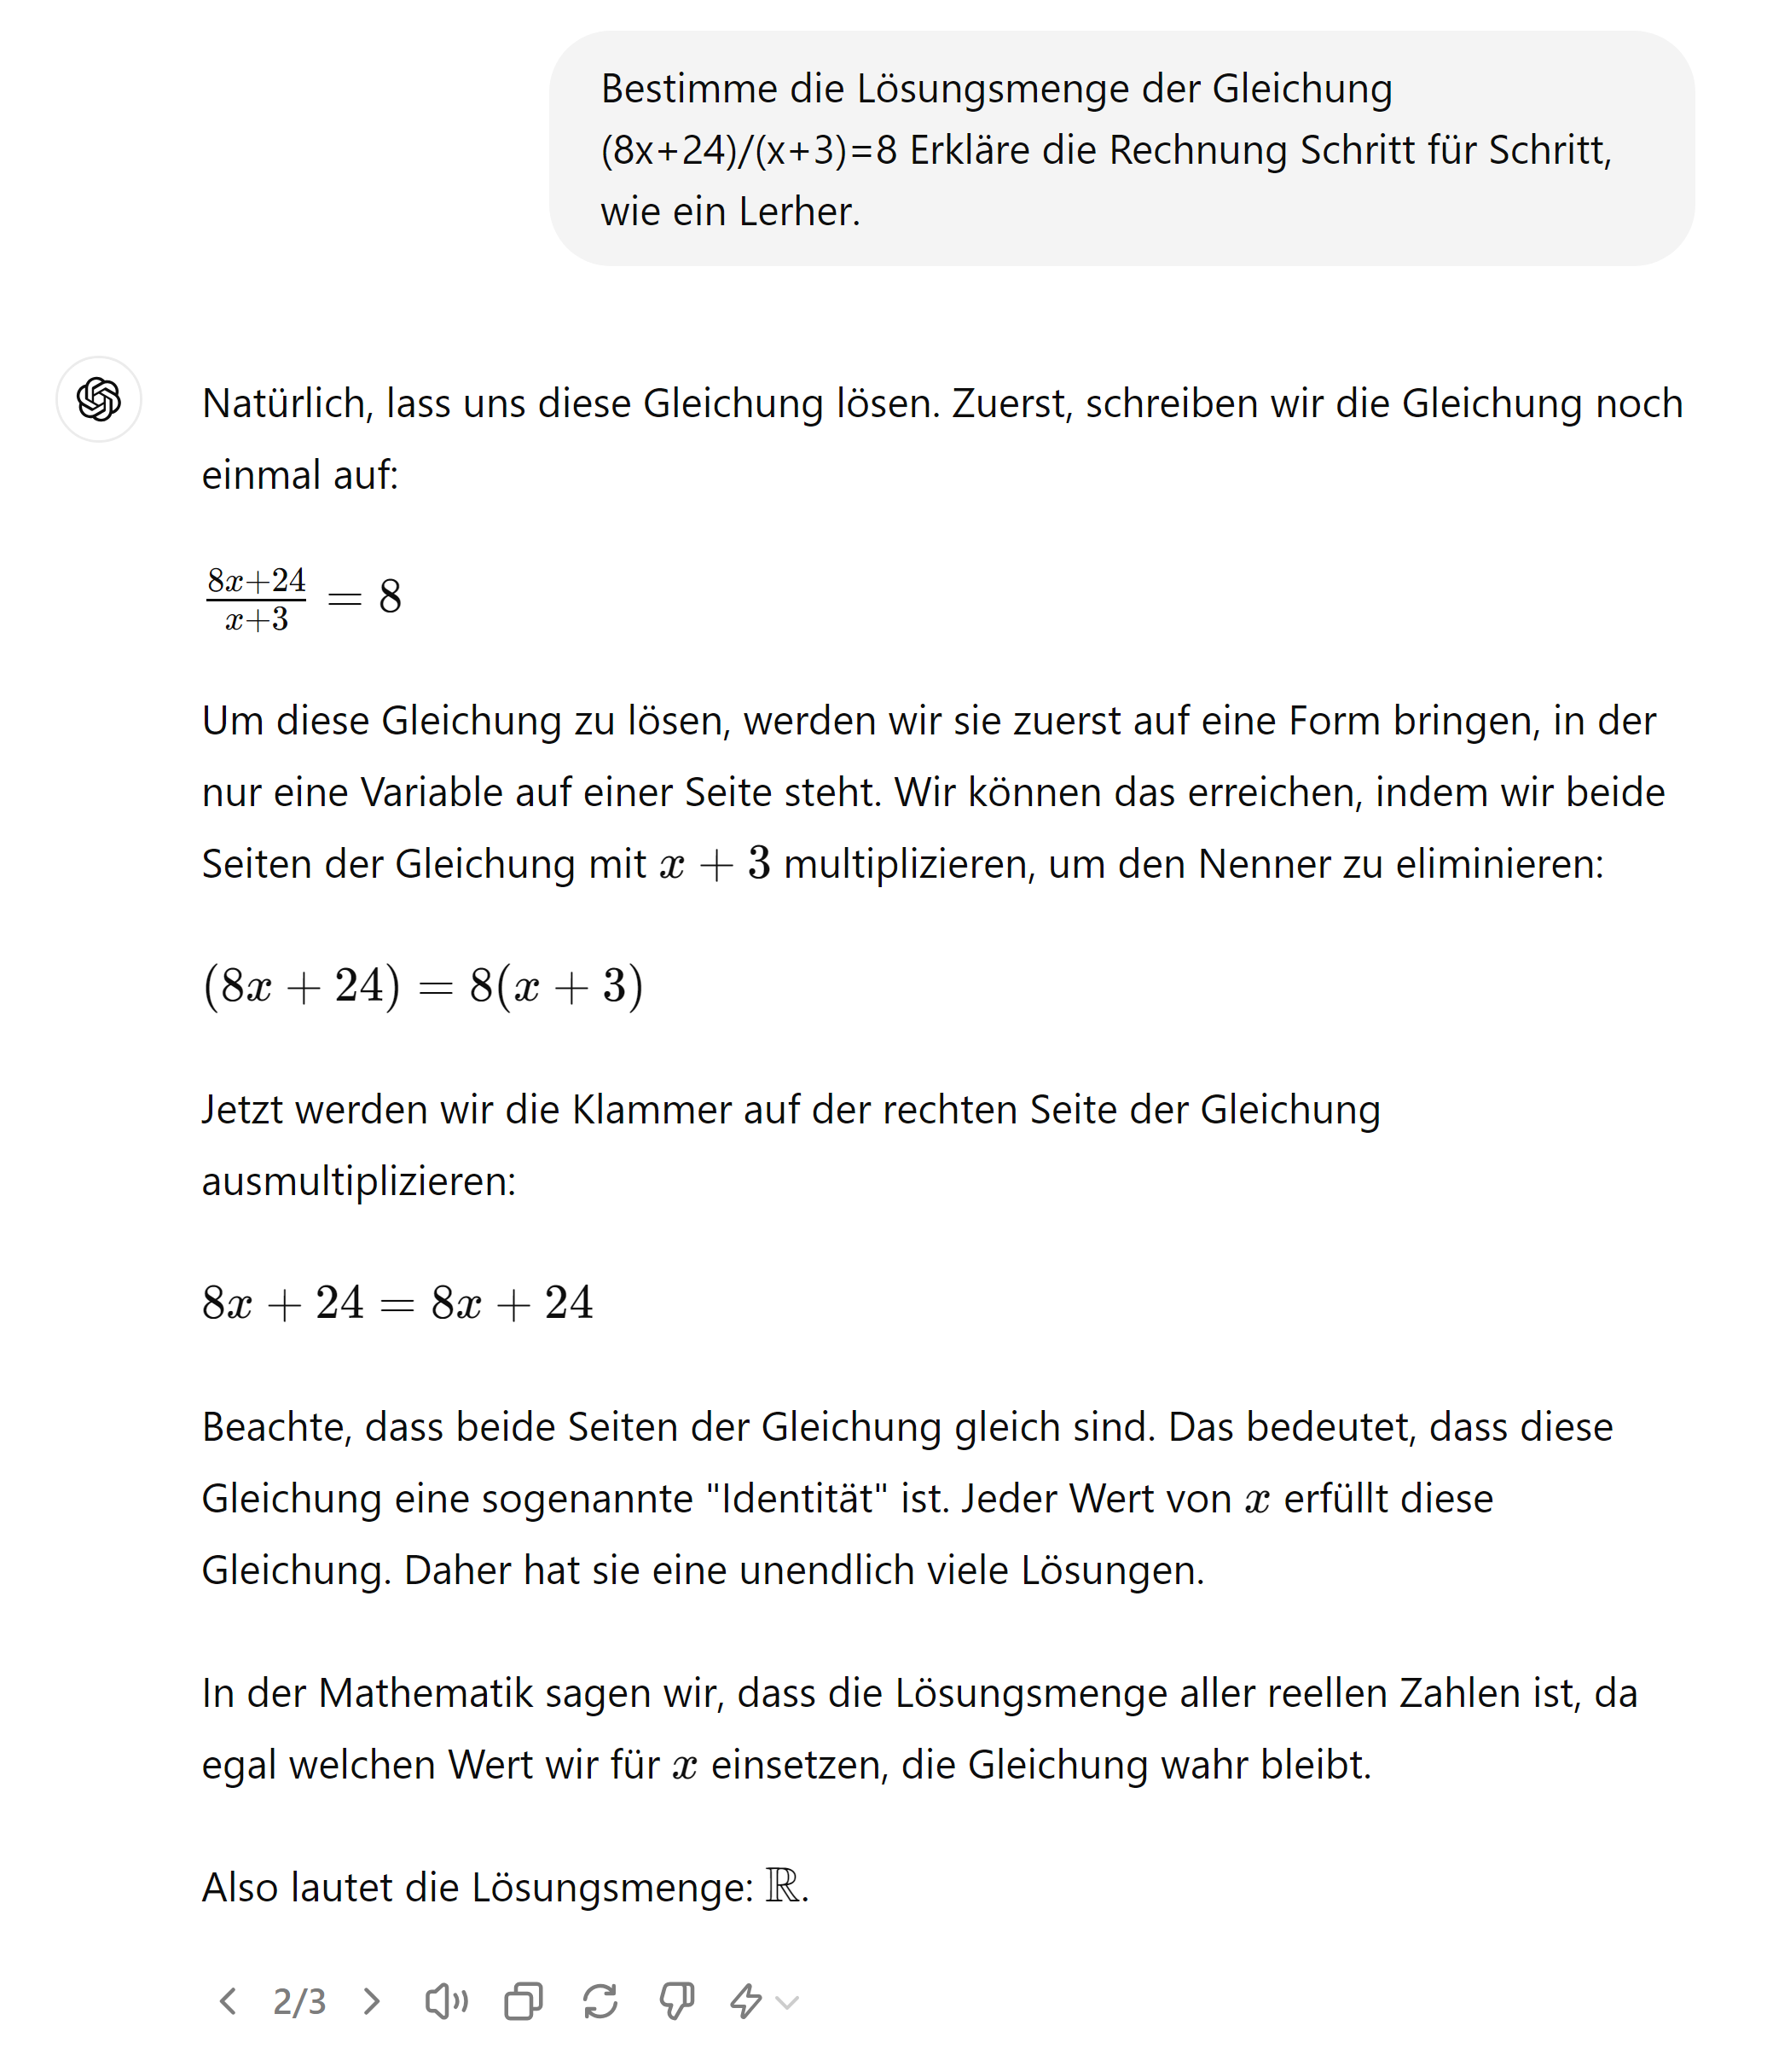 Bestimme die Lösungsmenge der Gleichung
(8x+24)/(x+3)=8 Erkläre die Rechnung Schritt für Schritt,
wie ein Lerher.
Natürlich, lass uns diese Gleichung lösen. Zuerst, schreiben wir die Gleichung noch
einmal auf:
\frac{8x+24}{x+3} = 8
Um diese Gleichung zu lösen, werden wir sie zuerst auf eine Form bringen, in der
nur eine Variable auf einer Seite steht. Wir können das erreichen, indem wir beide
Seiten der Gleichung mit x + 3 multiplizieren, um den Nenner zu eliminieren:
(8x + 24) = 8(x + 3)
Jetzt werden wir die Klammer auf der rechten Seite der Gleichung
ausmultiplizieren:
8x + 24 = 8x + 24
Beachte, dass beide Seiten der Gleichung gleich sind. Das bedeutet, dass diese
Gleichung eine sogenannte "Identität" ist. Jeder Wert von x erfüllt diese
Gleichung. Daher hat sie eine unendlich viele Lösungen.
In der Mathematik sagen wir, dass die Lösungsmenge aller reellen Zahlen ist, da
egal welchen Wert wir für x einsetzen, die Gleichung wahr bleibt.
Also lautet die Lösungsmenge: ℝ.
2/3